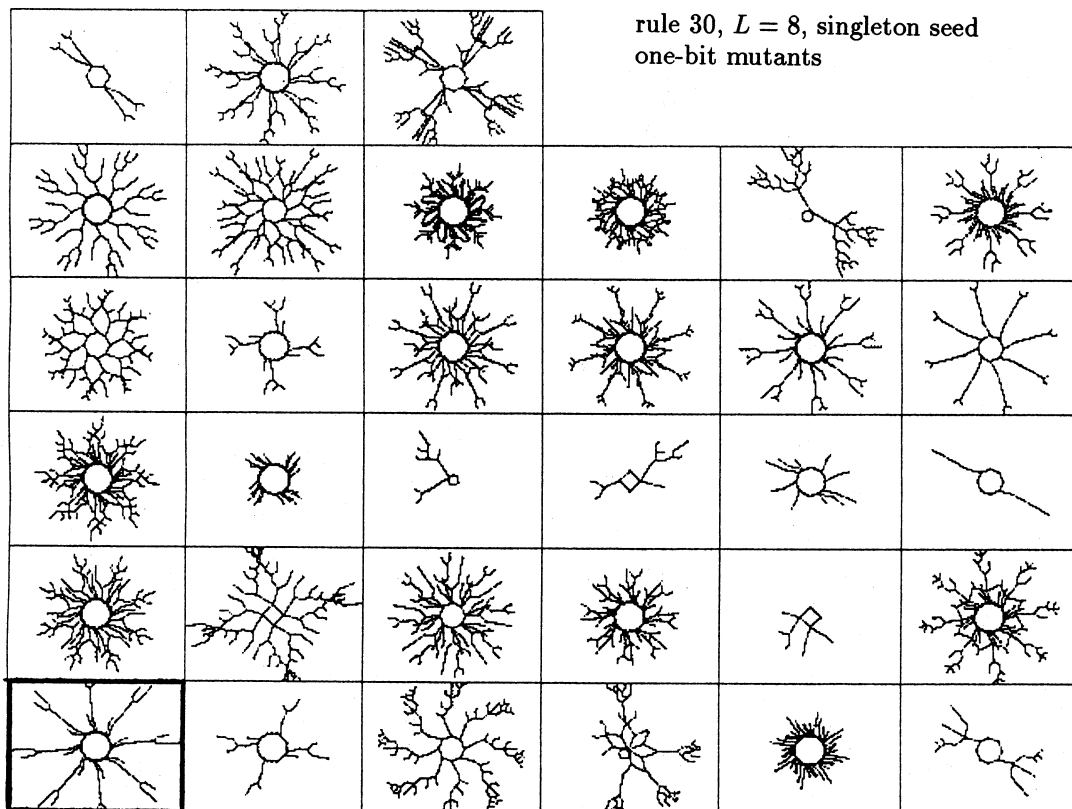 rule 30, L = 8, singleton seed
one-bit mutants